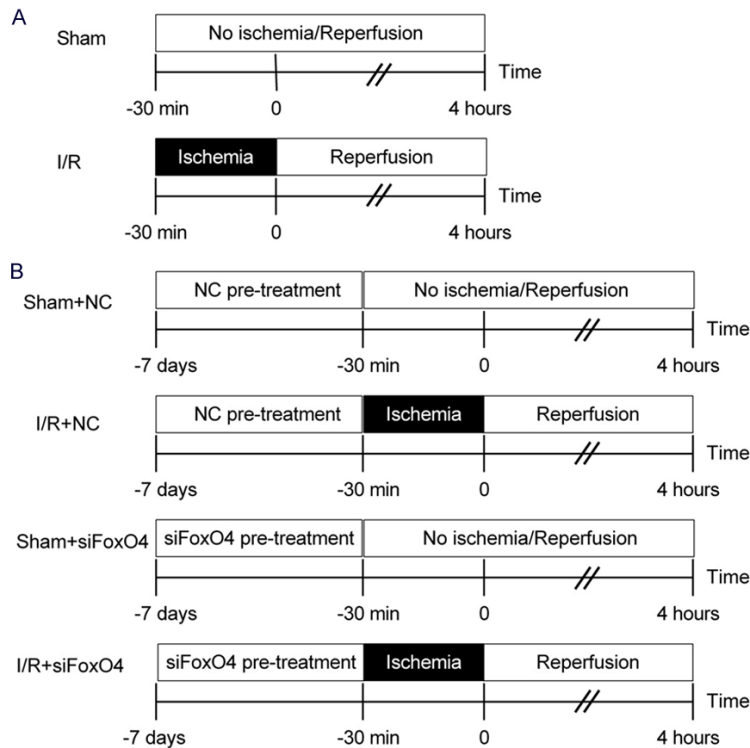 A
Sham
No ischemia/Reperfusion
Time
-30 min 0 4 hours
I/R
Ischemia Reperfusion
Time
-30 min 0 4 hours
B
Sham+NC
NC pre-treatment No ischemia/Reperfusion
Time
-7 days -30 min 0 4 hours
I/R+NC
NC pre-treatment Ischemia Reperfusion
Time
-7 days -30 min 0 4 hours
Sham+siFoxO4
siFoxO4 pre-treatment No ischemia/Reperfusion
Time
-7 days -30 min 0 4 hours
I/R+siFoxO4
siFoxO4 pre-treatment Ischemia Reperfusion
Time
-7 days -30 min 0 4 hours